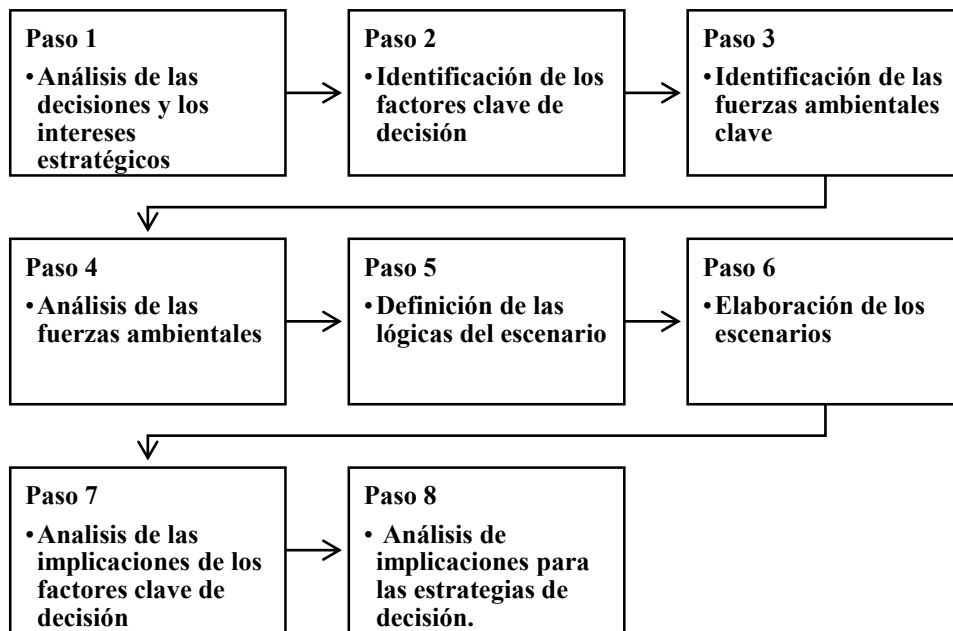 Paso 1
• Análisis de las
decisiones y los
intereses
estratégicos
Paso 2
• Identificación de los
factores clave de
decisión
Paso 3
• Identificación de las
fuerzas ambientales
clave
Paso 4
• Análisis de las
fuerzas ambientales
Paso 5
• Definición de las
lógicas del escenario
Paso 6
• Elaboración de los
escenarios
Paso 7
• Analisis de las
implicaciones de los
factores clave de
decisión
Paso 8
• Análisis de
implicaciones para
las estrategias de
decisión.